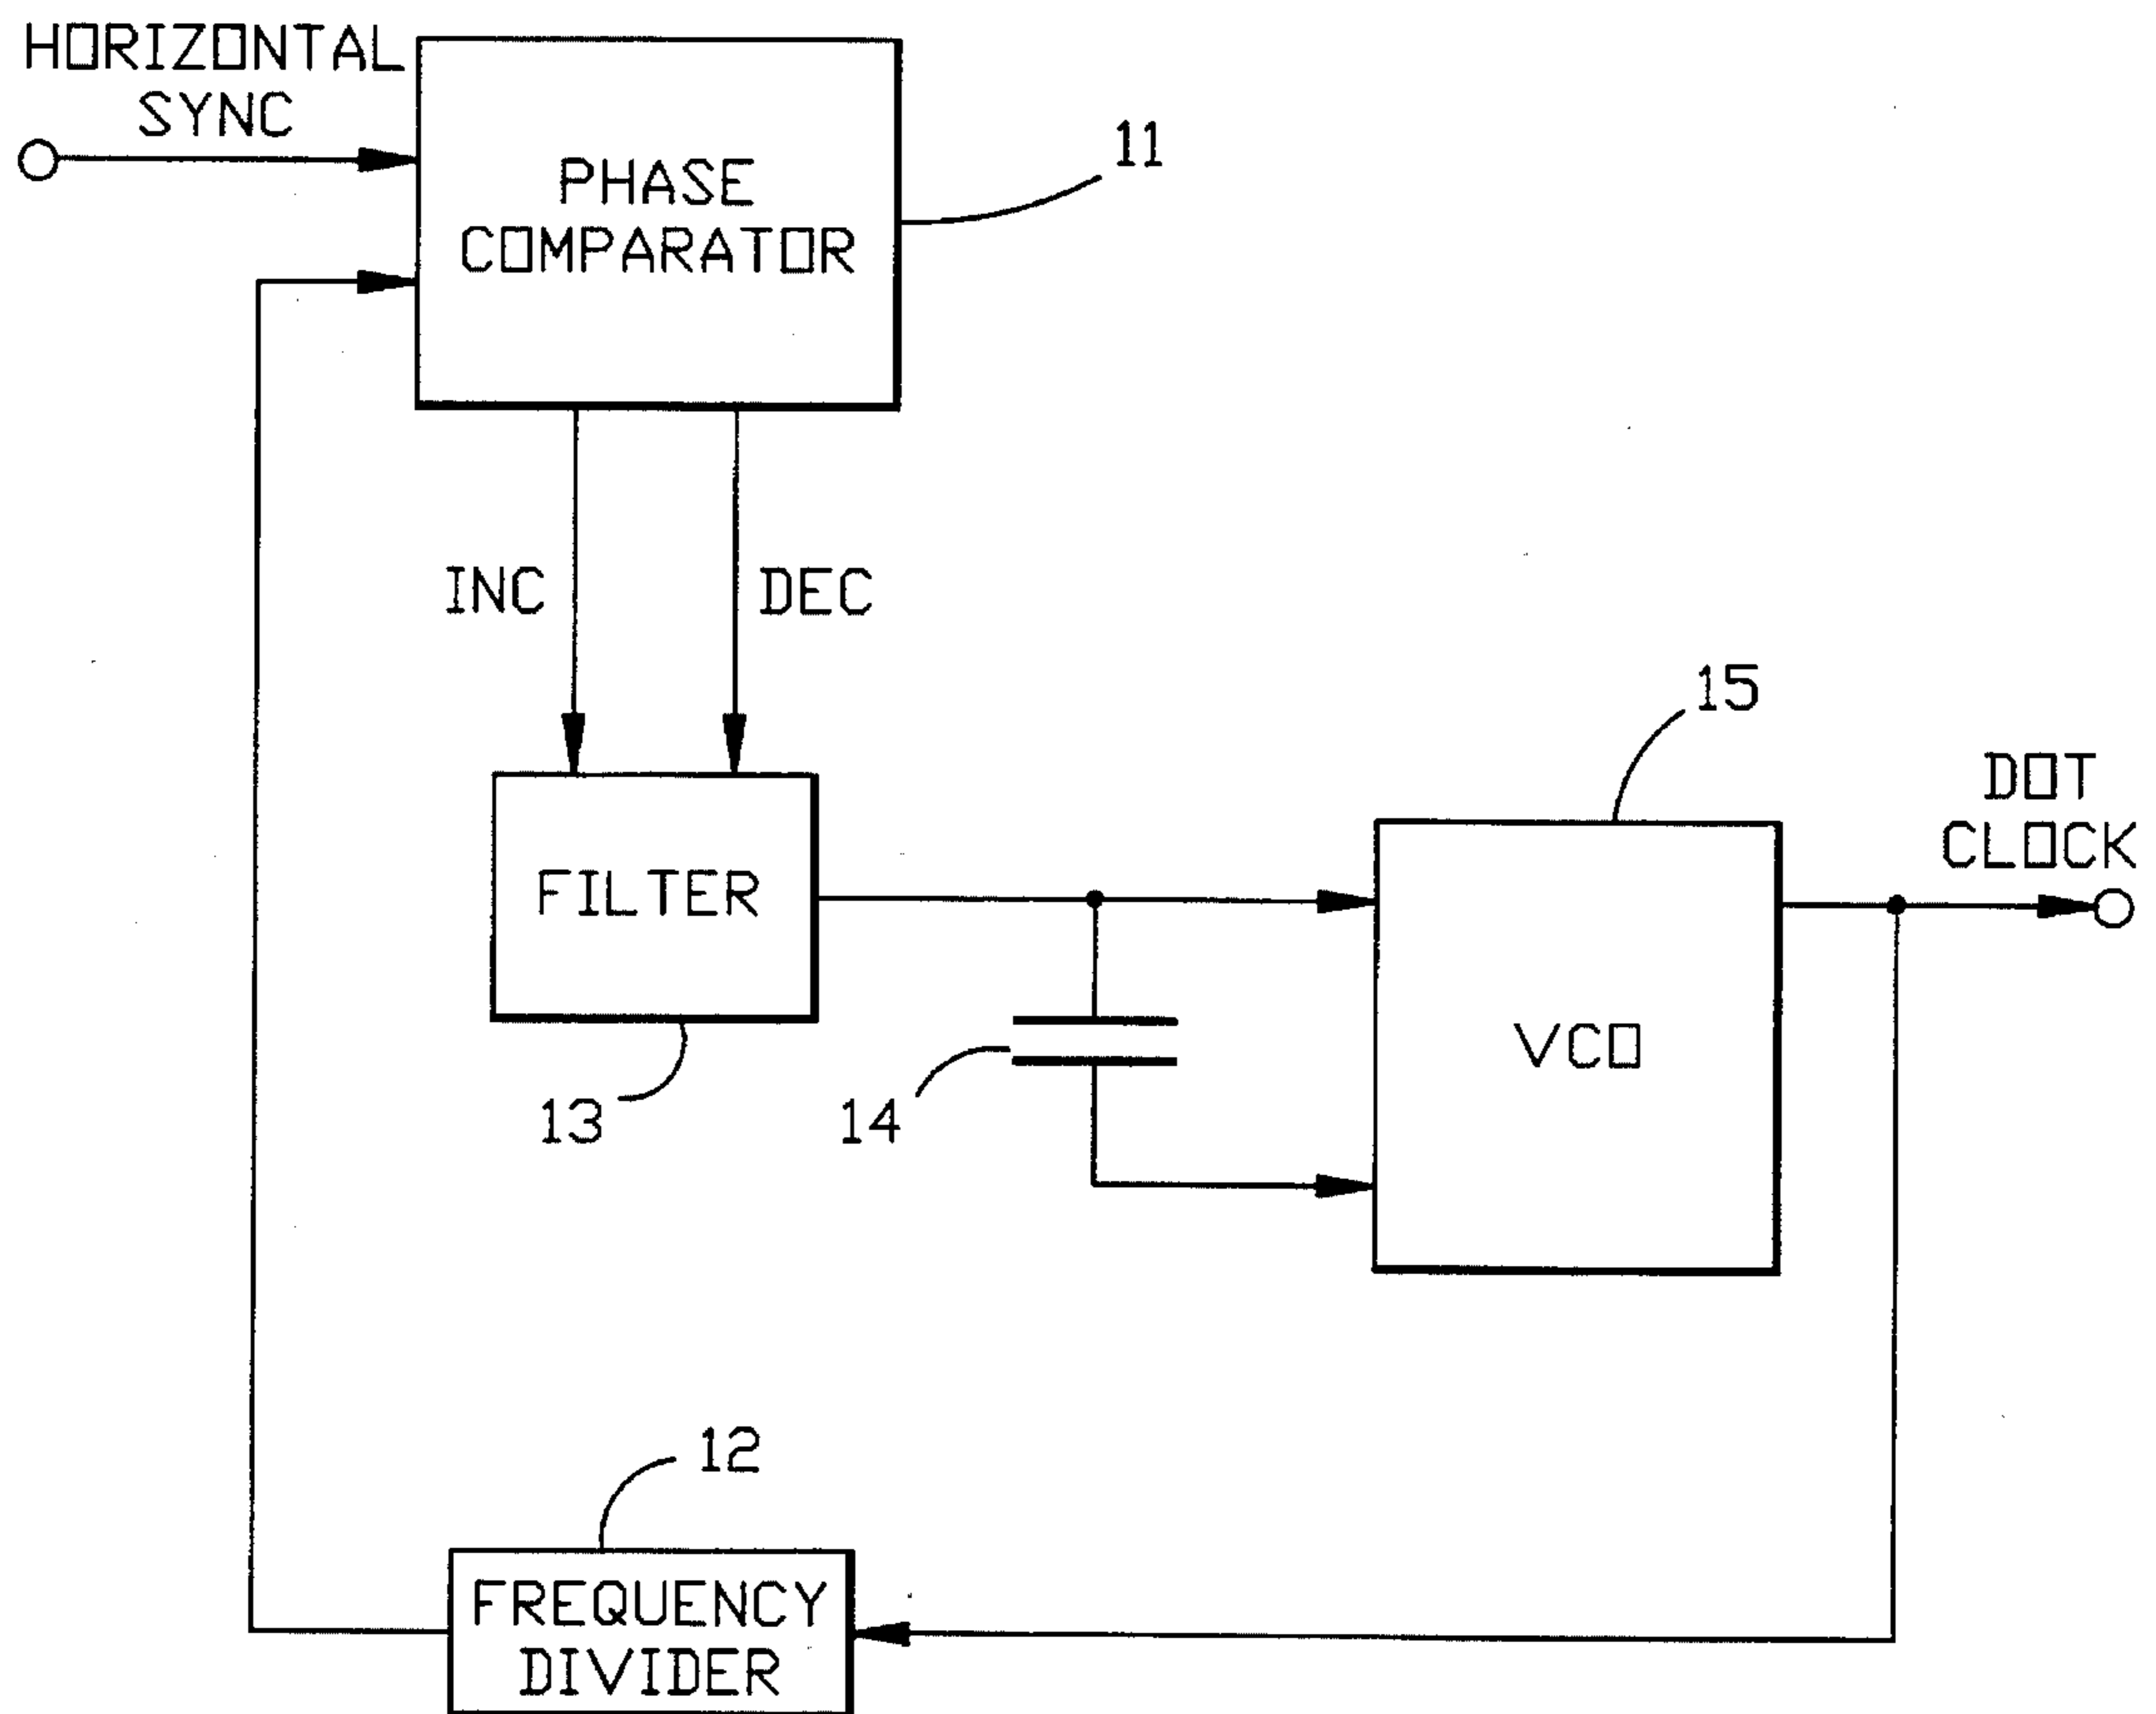 HORIZONTAL
SYNC
PHASE
COMPARATOR
11
INC
DEC
15
DOT
CLOCK
FILTER
VCO
13
14
12
FREQUENCY
DIVIDER